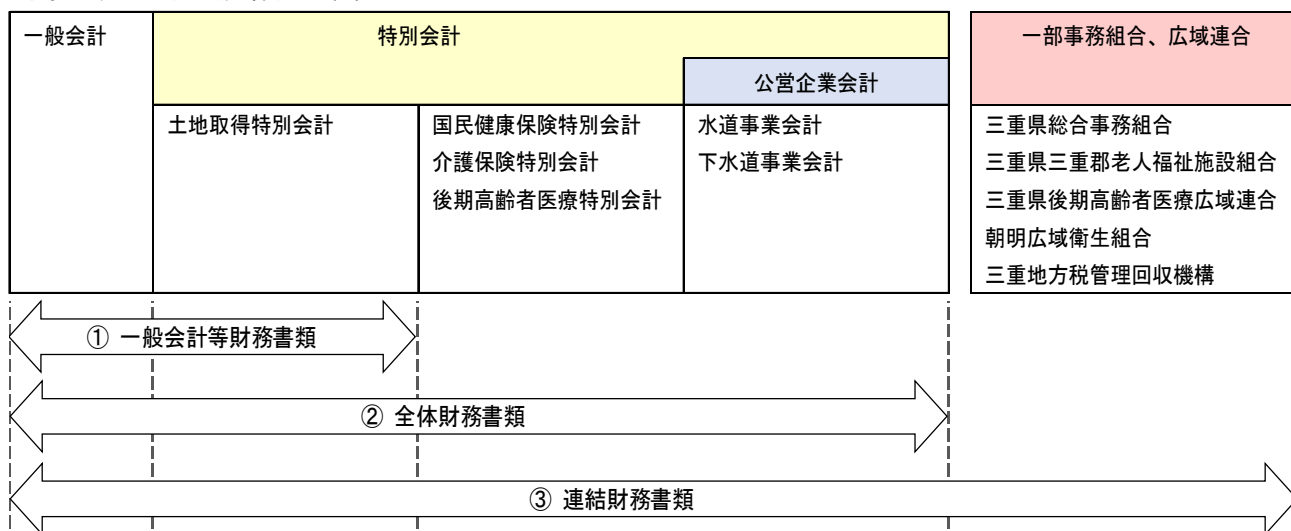 一般会計
特別会計
一部事務組合、広域連合
公営企業会計
土地取得特別会計
国民健康保険特別会計
介護保険特別会計
後期高齢者医療特別会計
水道事業会計
下水道事業会計
三重県総合事務組合
三重県三重郡老人福祉施設組合
三重県後期高齢者医療広域連合
朝明広域衛生組合
三重地方税管理回収機構
① 一般会計等財務書類
② 全体財務書類
③ 連結財務書類